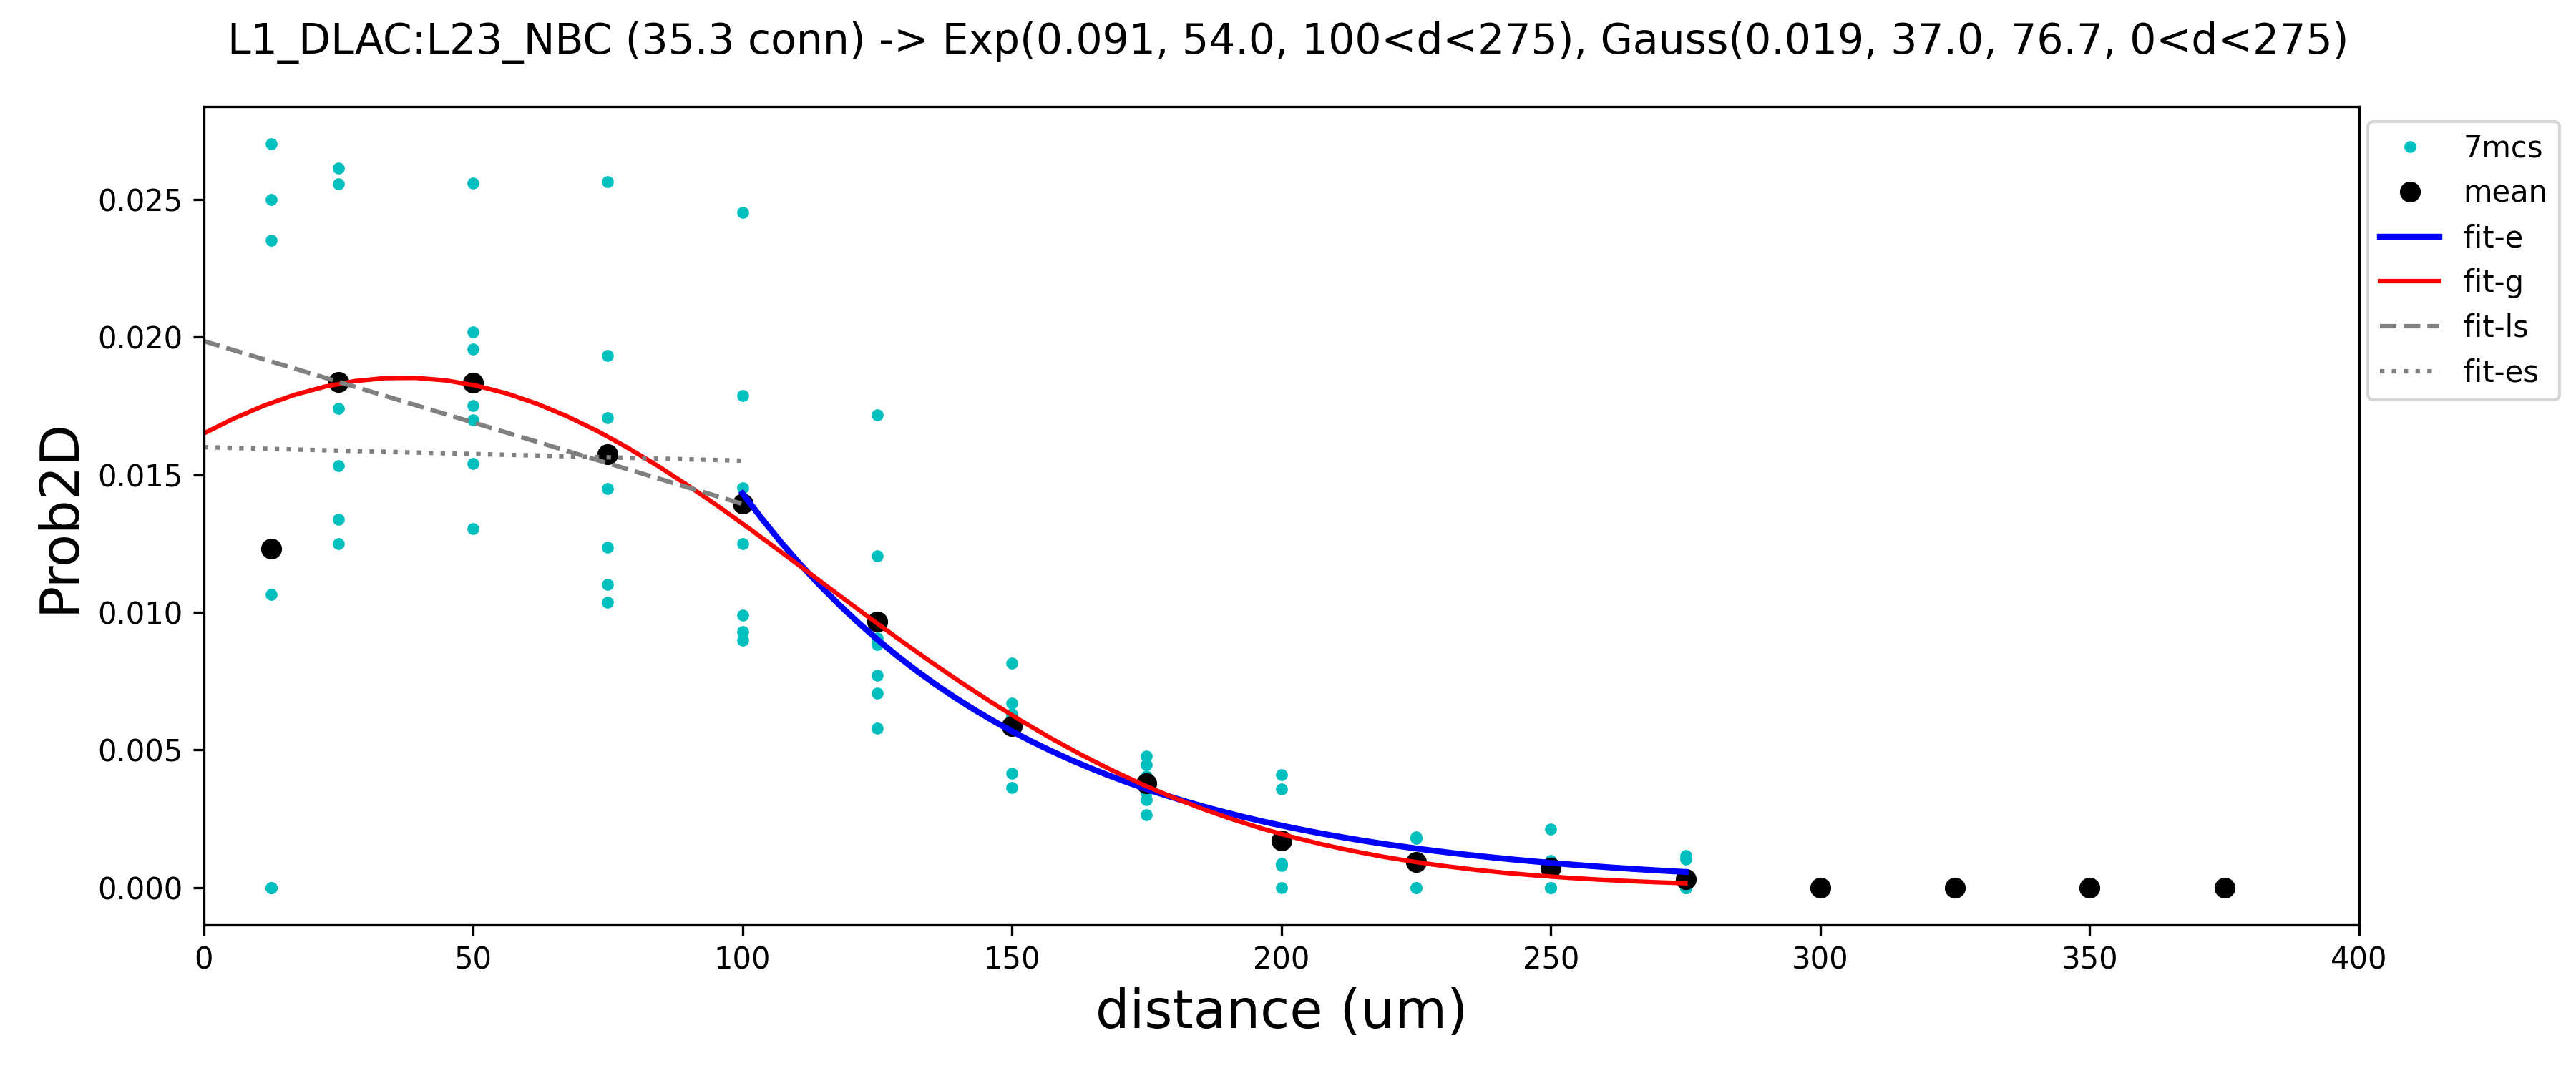 L1_DLAC:L23_NBC (35.3 conn) -> Exp(0.091, 54.0, 100<d<275), Gauss(0.019, 37.0, 76.7, 0<d<275)
7mcs
mean
fit-e
fit-g
fit-ls
fit-es
Prob2D
0.025
0.020
0.015
0.010
0.005
0.000
0 50 100 150 200 250 300 350 400
distance (um)